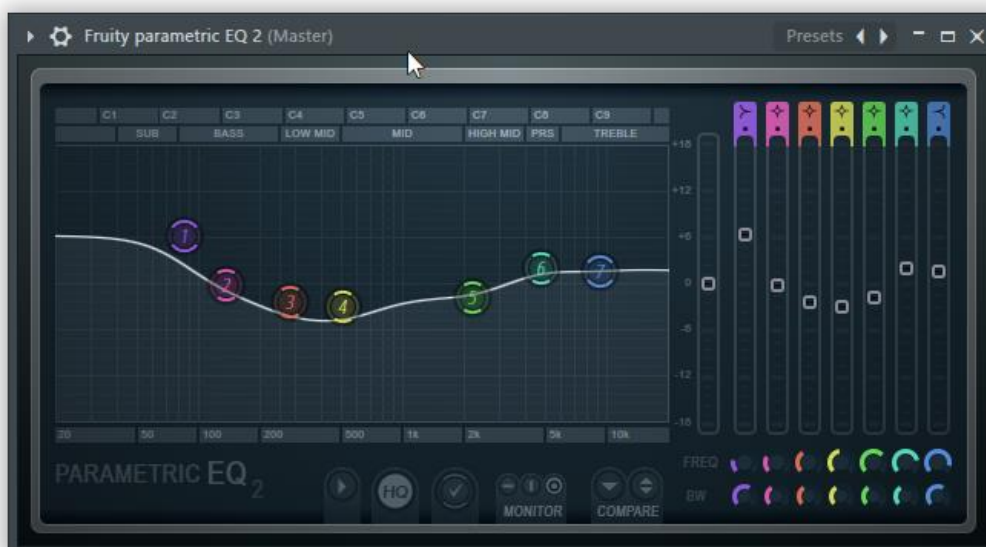 Fruity parametric EQ 2 (Master) Presets
C1 C2 C3 C4 C5 C6 C7 C8 C9
SUB BASS LOW MID MID HIGH MID PRS TREBLE
+18
+12
+6
0
-6
-12
-18
1
2
3
4
5
6
7
20 50 100 200 500 1k 2k 5k 10k
PARAMETRIC EQ 2
HQ
MONITOR
COMPARE
FREQ
BW